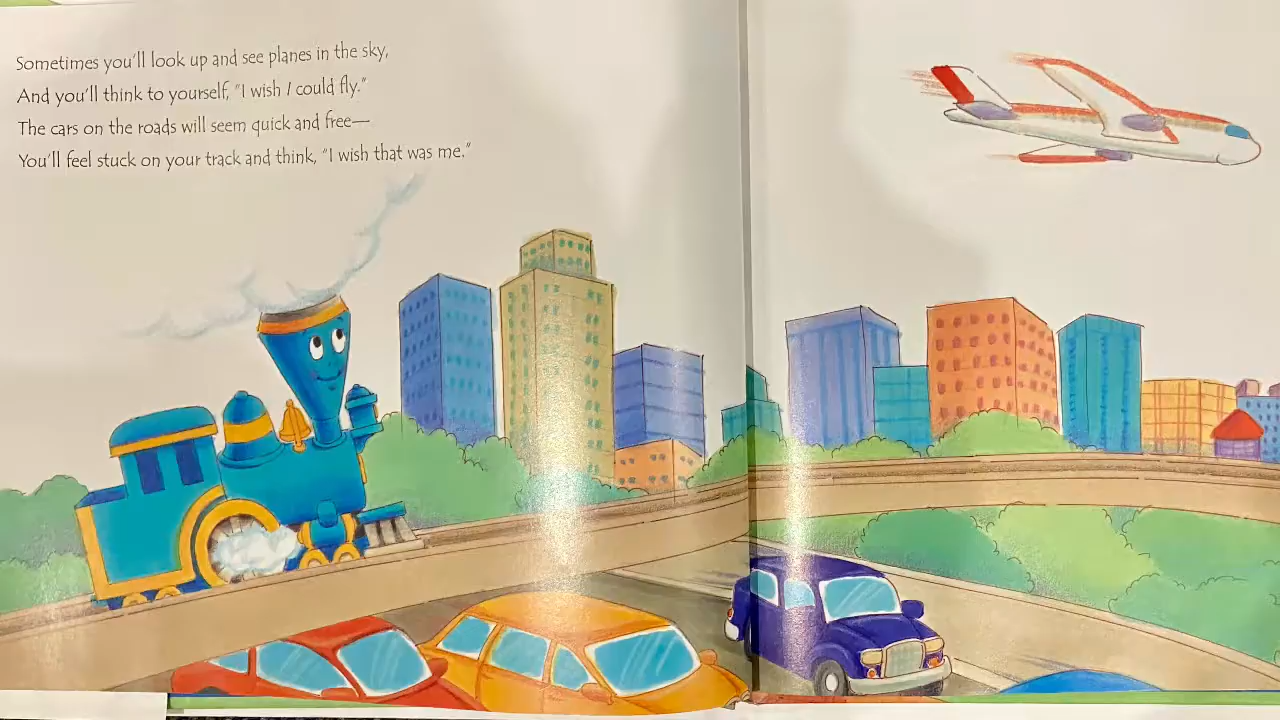 Sometimes you'll look up and see planes in the sky,
And you'll think to yourself, "I wish I could fly."
The cars on the roads will seem quick and free—
You'll feel stuck on your track and think, "I wish that was me."